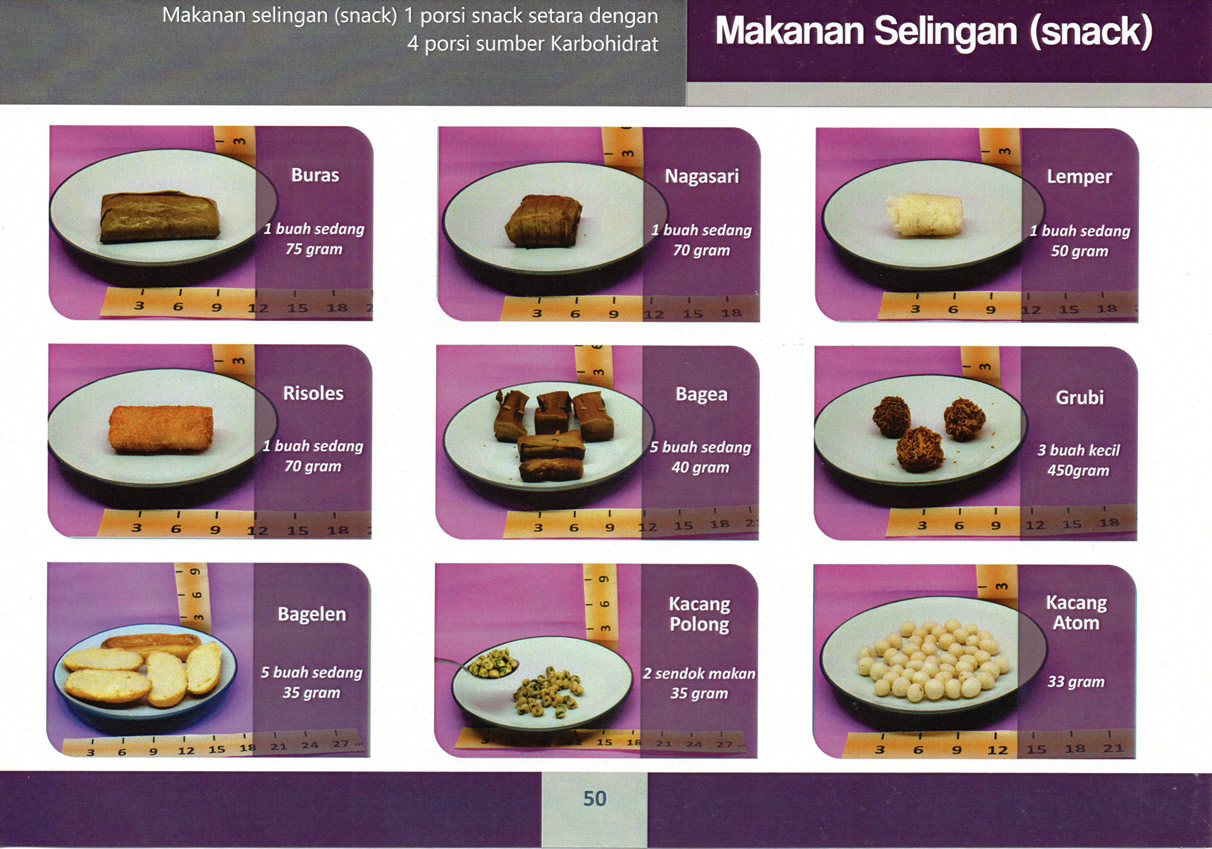 Makanan selingan (snack) 1 porsi snack setara dengan
4 porsi sumber Karbohidrat
Makanan Selingan (snack)
Buras
1 buah sedang
75 gram
3
3 6 9 12 15 18 2
Nagasari
1 buah sedang
70 gram
3
3 6 9 12 15 18
Lemper
1 buah sedang
50 gram
3
3 6 9 12 15 18
Risoles
1 buah sedang
70 gram
3
3 6 9 12 15 18 2
Bagea
5 buah sedang
40 gram
3
3 6 9 12 15 18 2
Grubi
3 buah kecil
450gram
3
3 6 9 12 15 18
Bagelen
5 buah sedang
35 gram
3 6 9
3 6 9 12 15 18 21 24 27
Kacang
Polong
2 sendok makan
35 gram
3 6 9
3 12 15 18 21 24 27
Kacang
Atom
33 gram
3
3 6 9 12 15 18 21
50